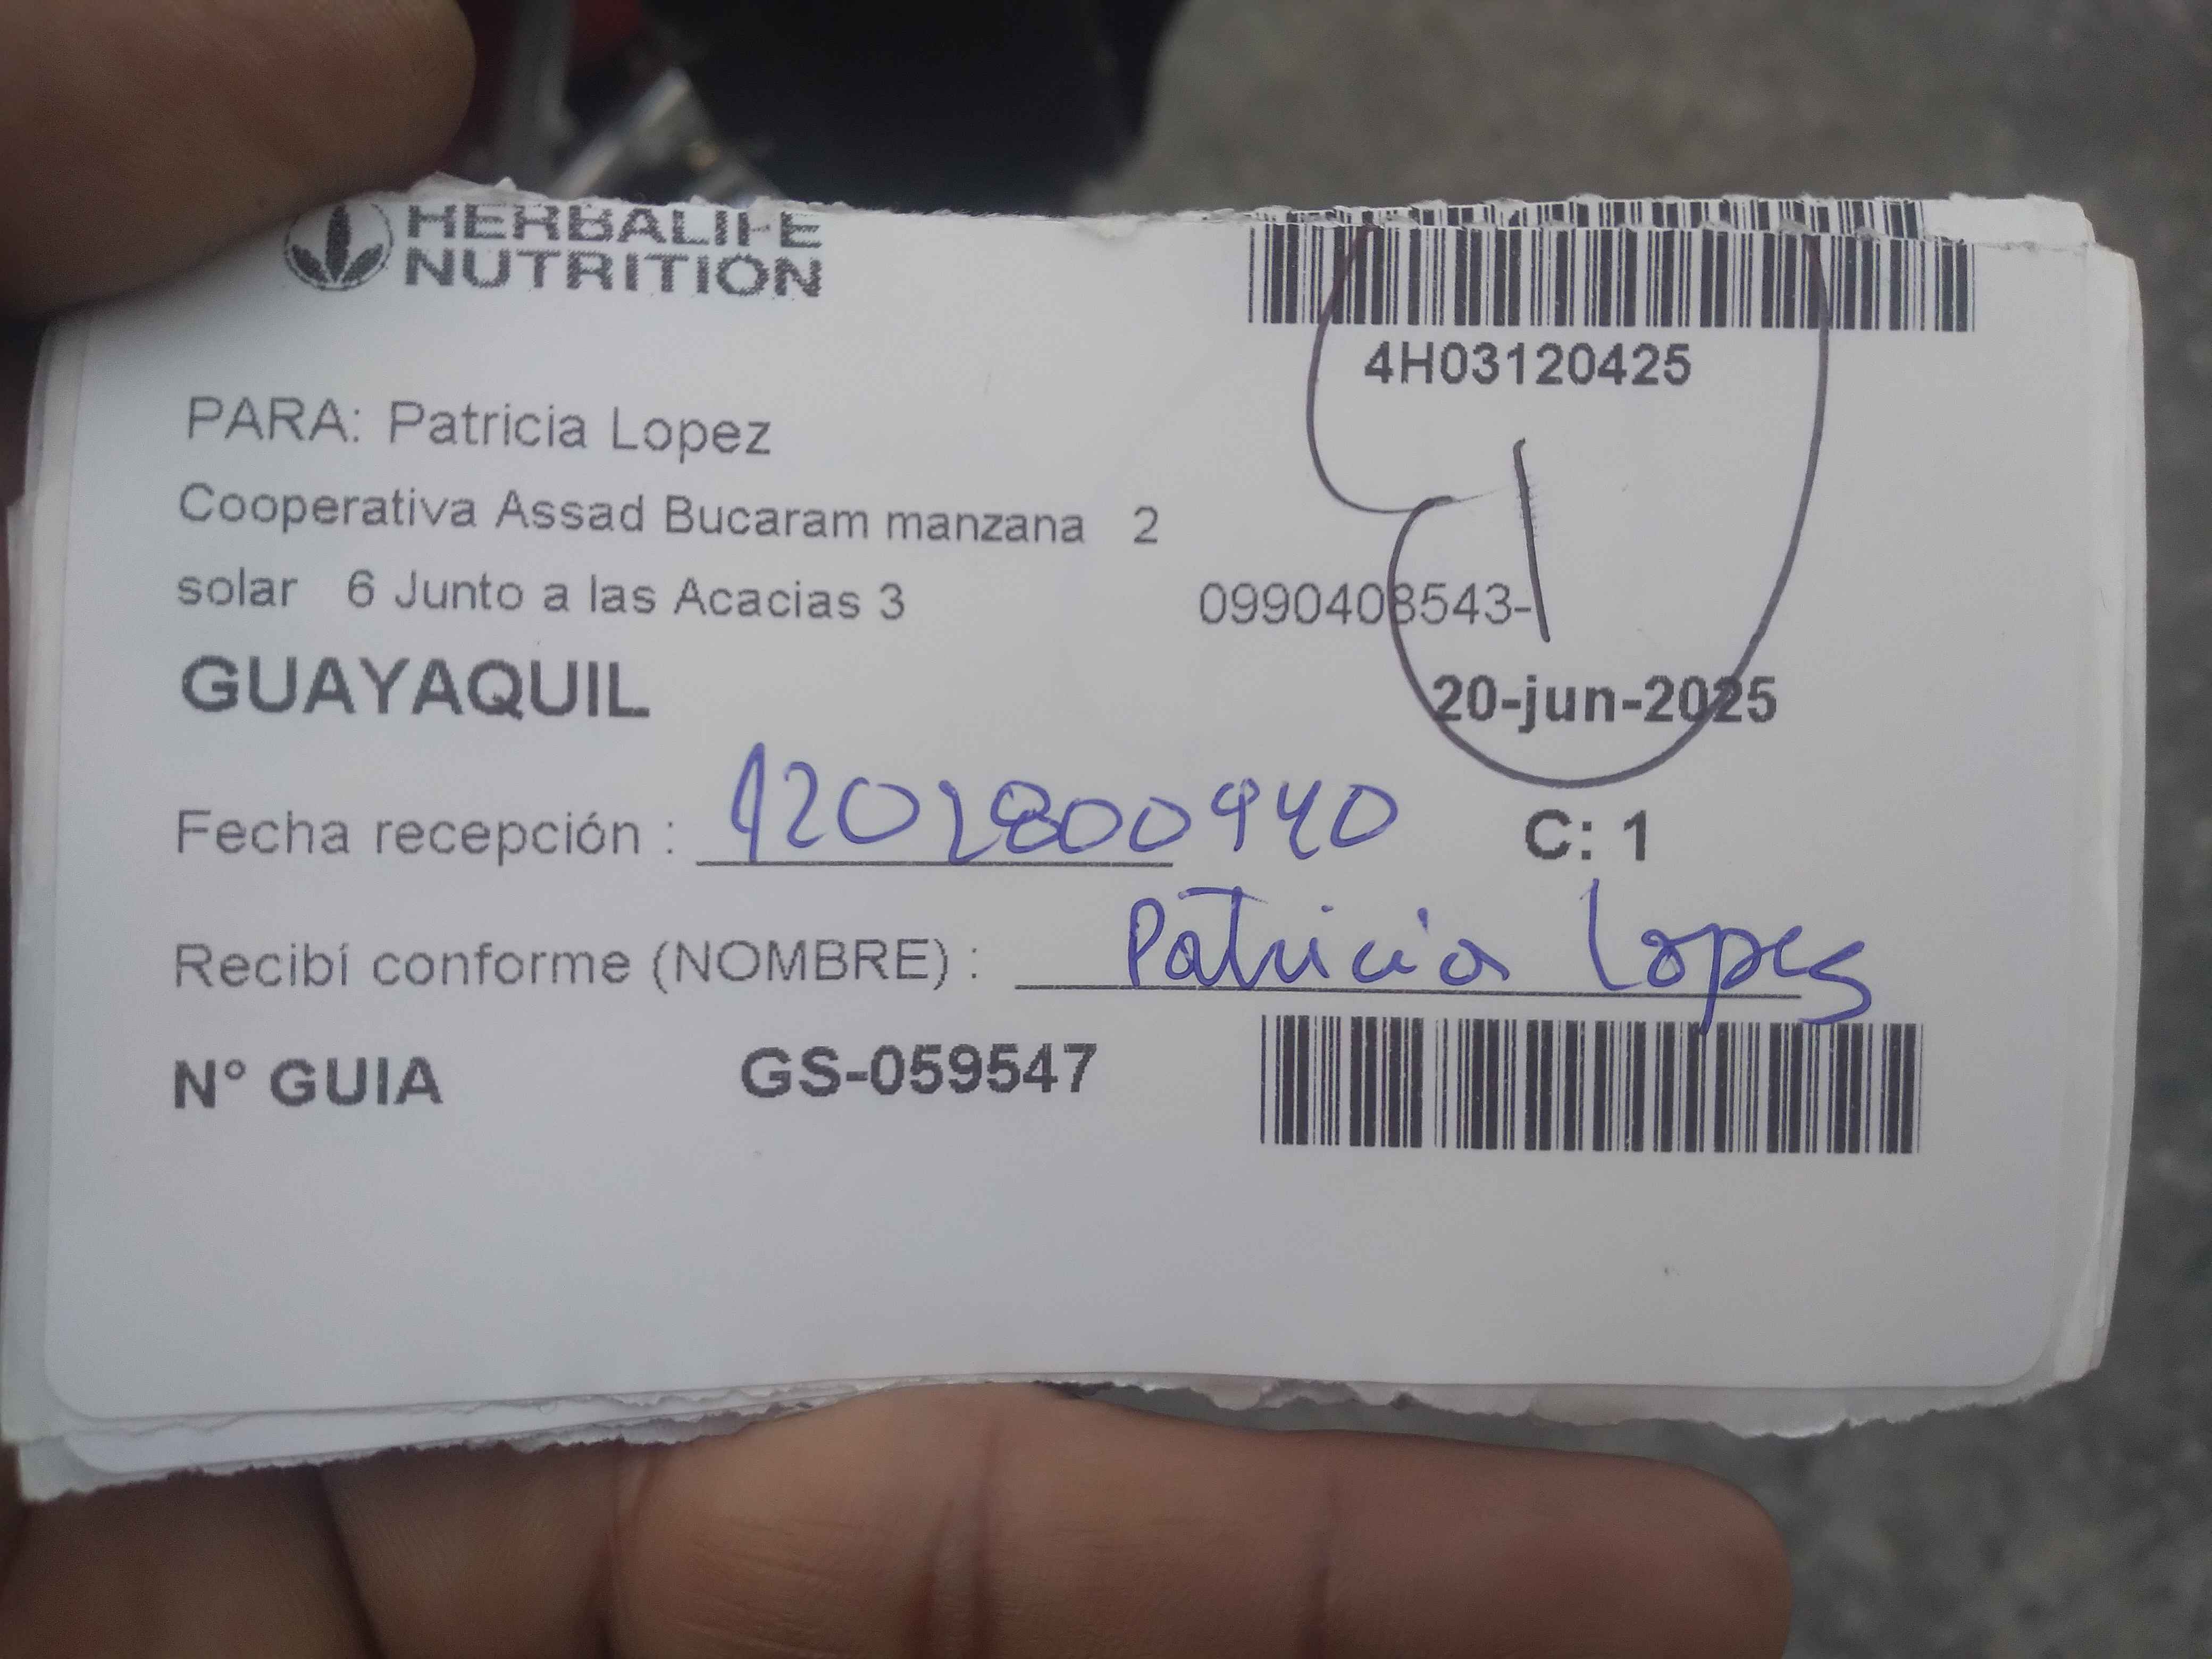 HERBALIFE
NUTRITION
4H03120425
PARA: Patricia Lopez
Cooperativa Assad Bucaram manzana 2
solar 6 Junto a las Acacias 3 0990408543-
GUAYAQUIL 20-jun-2025
Fecha recepción : 1202800940 C: 1
Recibí conforme (NOMBRE) : Patricia Lopez
N° GUIA GS-059547